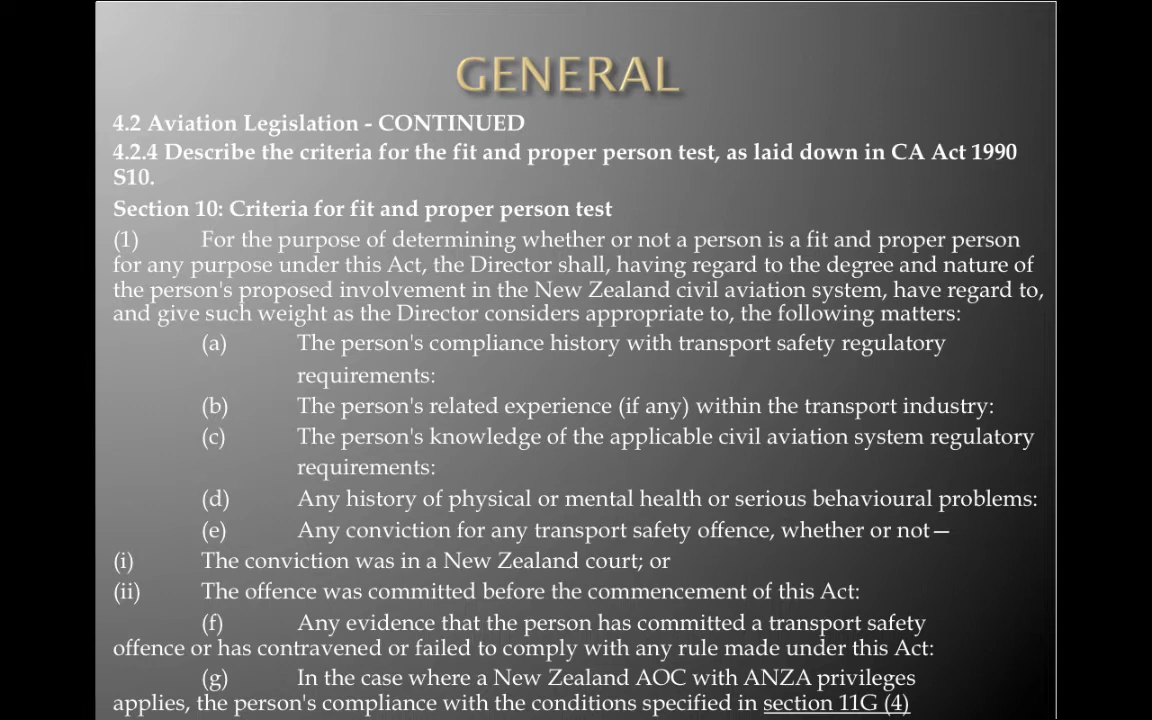 GENERAL
4.2 Aviation Legislation - CONTINUED
4.2.4 Describe the criteria for the fit and proper person test, as laid down in CA Act 1990
S10.
Section 10: Criteria for fit and proper person test
(1) For the purpose of determining whether or not a person is a fit and proper person
for any purpose under this Act, the Director shall, having regard to the degree and nature of
the person's proposed involvement in the New Zealand civil aviation system, have regard to,
and give such weight as the Director considers appropriate to, the following matters:
(a) The person's compliance history with transport safety regulatory
requirements:
(b) The person's related experience (if any) within the transport industry:
(c) The person's knowledge of the applicable civil aviation system regulatory
requirements:
(d) Any history of physical or mental health or serious behavioural problems:
(e) Any conviction for any transport safety offence, whether or not—
(i) The conviction was in a New Zealand court; or
(ii) The offence was committed before the commencement of this Act:
(f) Any evidence that the person has committed a transport safety
offence or has contravened or failed to comply with any rule made under this Act:
(g) In the case where a New Zealand AOC with ANZA privileges
applies, the person's compliance with the conditions specified in section 11G (4)